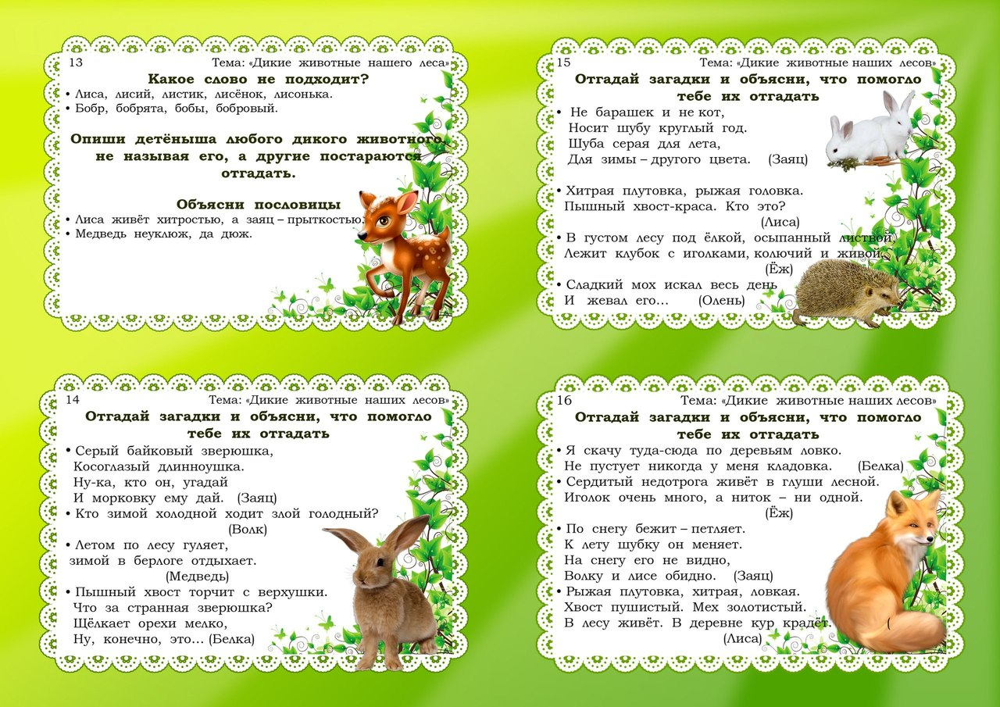 13 Тема: «Дикие животные нашего леса»
Какое слово не подходит?
• Лиса, лисий, листик, лисёнок, лисонька.
• Бобр, бобрята, бобы, бобровый.
Опиши детёныша любого дикого животного,
не называя его, а другие постараются
отгадать.
Объясни пословицы
• Лиса живёт хитростью, а заяц – прыткостью.
• Медведь неуклюж, да дюж.
15 Тема: «Дикие животные наших лесов»
Отгадай загадки и объясни, что помогло
тебе их отгадать
• Не барашек и не кот,
Носит шубу круглый год.
Шуба серая для лета,
Для зимы – другого цвета. (Заяц)
• Хитрая плутовка, рыжая головка.
Пышный хвост-краса. Кто это?
(Лиса)
• В густом лесу под ёлкой, осыпанный листвой,
Лежит клубок с иголками, колючий и живой.
(Ёж)
• Сладкий мох искал весь день
И жевал его... (Олень)
14 Тема: «Дикие животные наших лесов»
Отгадай загадки и объясни, что помогло
тебе их отгадать
• Серый байковый зверюшка,
Косоглазый длинноушка.
Ну-ка, кто он, угадай
И морковку ему дай. (Заяц)
• Кто зимой холодной ходит злой голодный?
(Волк)
• Летом по лесу гуляет,
зимой в берлоге отдыхает.
(Медведь)
• Пышный хвост торчит с верхушки.
Что за странная зверюшка?
Щёлкает орехи мелко,
Ну, конечно, это... (Белка)
16 Тема: «Дикие животные наших лесов»
Отгадай загадки и объясни, что помогло
тебе их отгадать
• Я скачу туда-сюда по деревьям ловко.
Не пустует никогда у меня кладовка. (Белка)
• Сердитый недотрога живёт в глуши лесной.
Иголок очень много, а ниток – ни одной.
(Ёж)
• По снегу бежит – петляет.
К лету шубку он меняет.
На снегу его не видно,
Волку и лисе обидно. (Заяц)
• Рыжая плутовка, хитрая, ловкая.
Хвост пушистый. Мех золотистый.
В лесу живёт. В деревне кур крадёт. (
(Лиса)